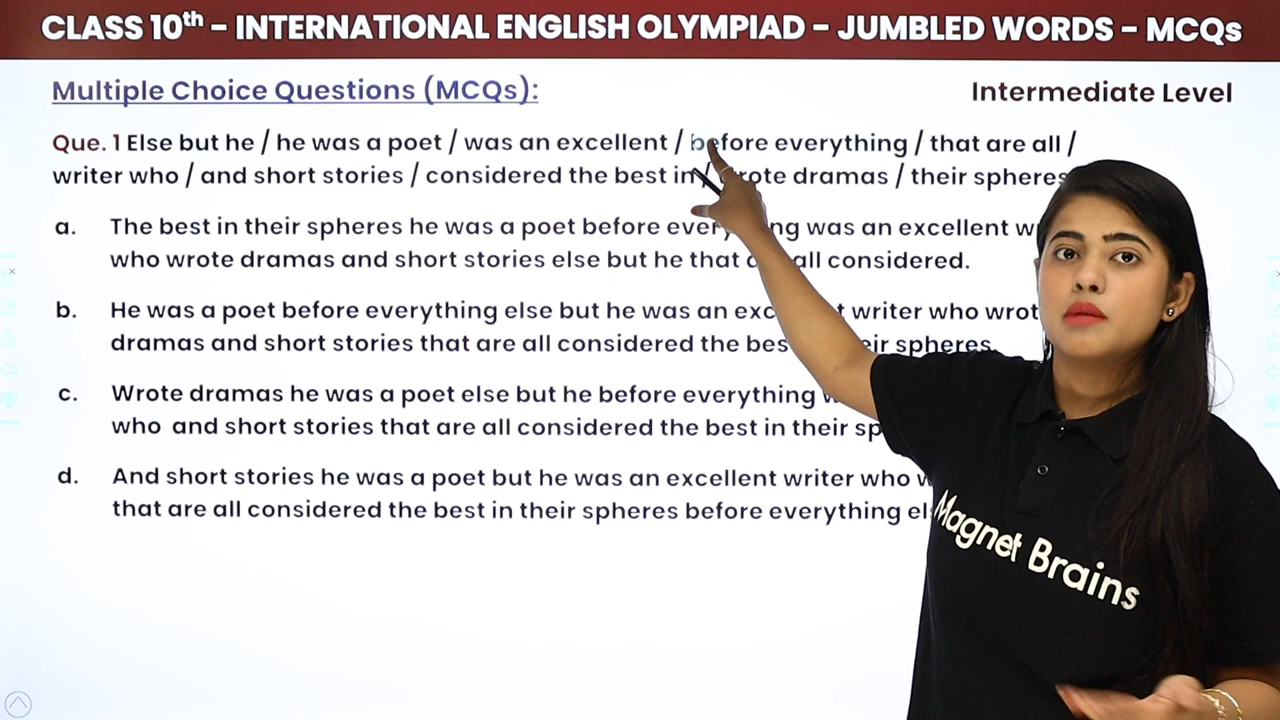 CLASS 10th – INTERNATIONAL ENGLISH OLYMPIAD – JUMBLED WORDS – MCQs
Multiple Choice Questions (MCQs): Intermediate Level
Que. 1 Else but he / he was a poet / was an excellent / before everything / that are all /
writer who / and short stories / considered the best in / dramas / their spheres
a. The best in their spheres he was a poet before was an excellent
who wrote dramas and short stories else but he that all considered.
b. He was a poet before everything else but he was an writer who
dramas and short stories that are all considered the spheres.
c. Wrote dramas he was a poet else but he before everything
who and short stories that are all considered the best in their
d. And short stories he was a poet but he was an excellent writer who
that are all considered the best in their spheres before everything
Magnet Brains